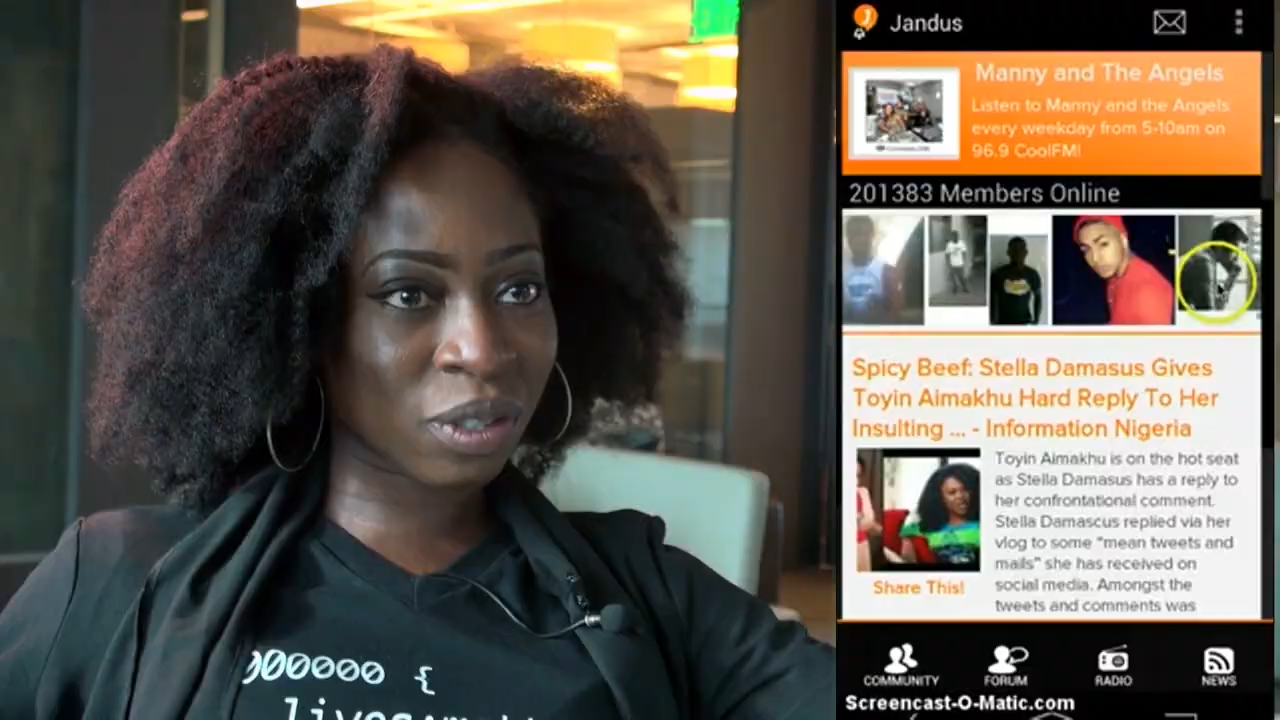 000000 {
Jandus
Manny and The Angels
Listen to Manny and the Angels
every weekday from 5-10am on
96.9 CoolFM!
201383 Members Online
Spicy Beef: Stella Damasus Gives
Toyin Aimakhu Hard Reply To Her
Insulting ... - Information Nigeria
Toyin Aimakhu is on the hot seat
as Stella Damasus has a reply to
her confrontational comment.
Stella Damascus replied via her
vlog to some "mean tweets and
mails" she has received on
social media. Amongst the
tweets and comments was
Share This!
COMMUNITY
FORUM
RADIO
NEWS
Screencast-O-Matic.com